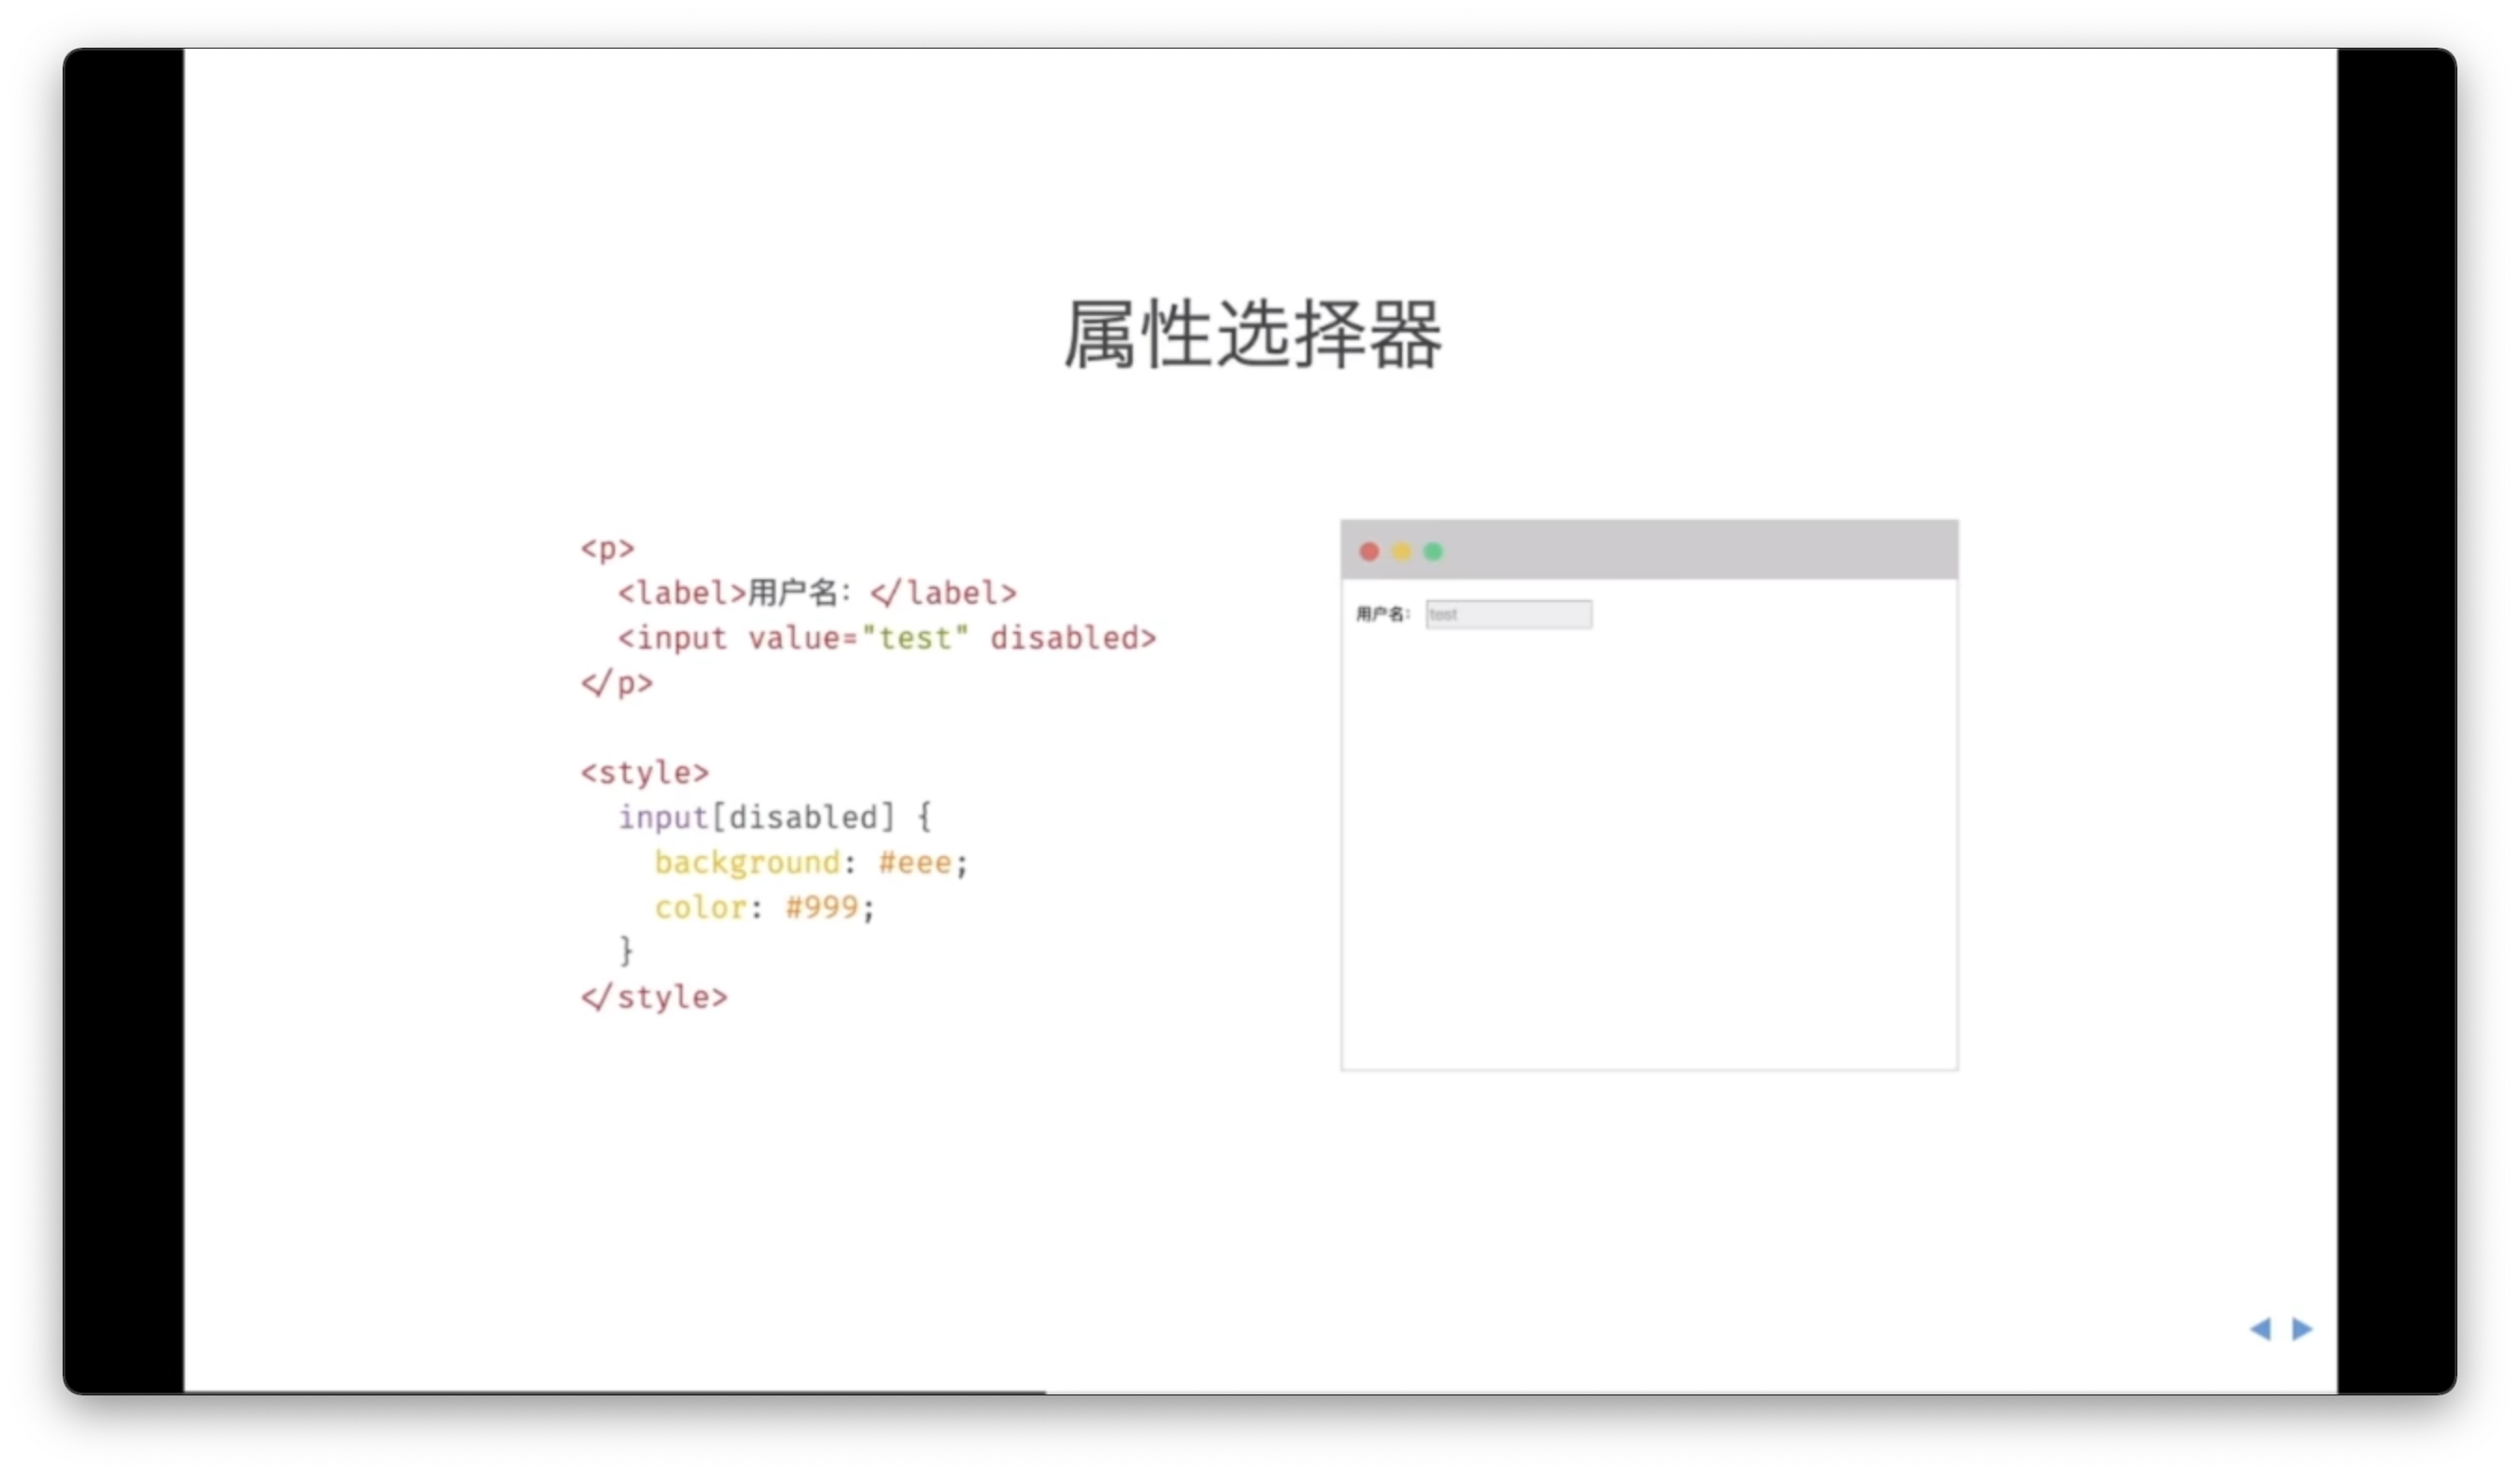 属性选择器
<p>
  <label>用户名：</label>
  <input value="test" disabled>
</p>
<style>
  input[disabled] {
    background: #eee;
    color: #999;
  }
</style>
用户名： test